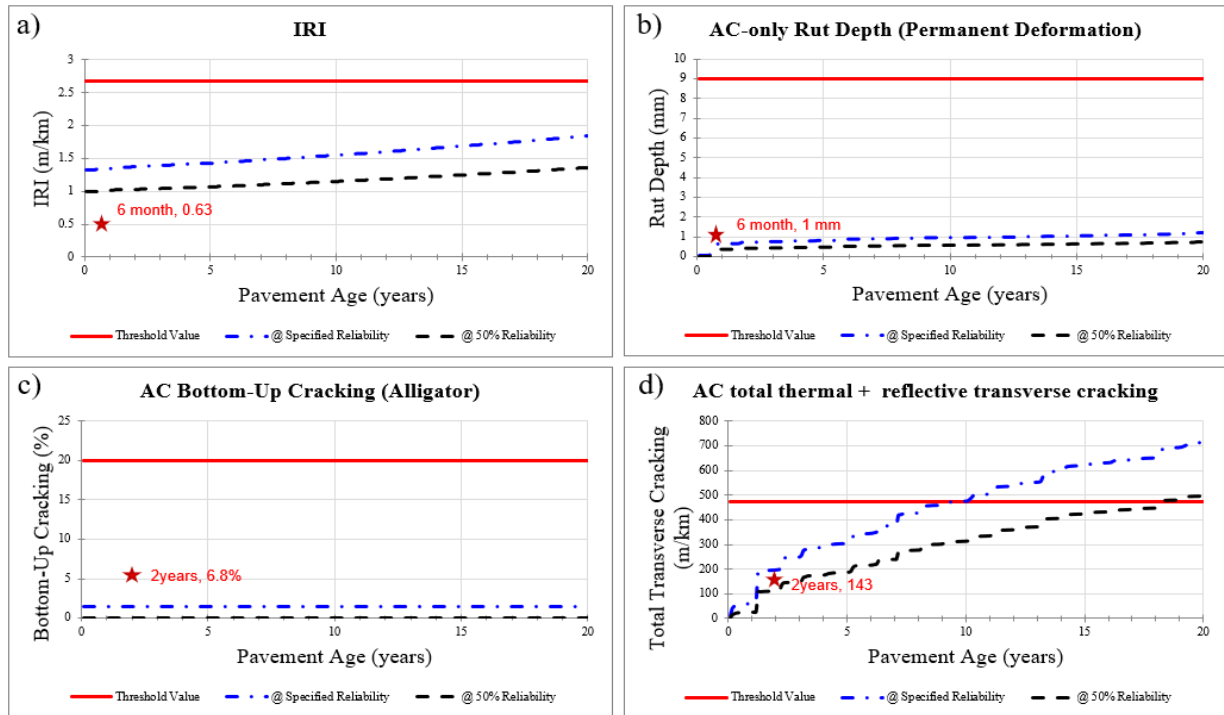 a)
IRI
IRI (m/km)
3
2.5
2
1.5
1
0.5
0
6 month, 0.63
0 5 10 15 20
Pavement Age (years)
Threshold Value @ Specified Reliability @ 50% Reliability
b)
AC-only Rut Depth (Permanent Deformation)
Rut Depth (mm)
10
9
8
7
6
5
4
3
2
1
0
6 month, 1 mm
0 5 10 15 20
Pavement Age (years)
Threshold Value @ Specified Reliability @ 50% Reliability
c)
AC Bottom-Up Cracking (Alligator)
Bottom-Up Cracking (%)
25
20
15
10
5
0
2years, 6.8%
0 5 10 15 20
Pavement Age (years)
Threshold Value @ Specified Reliability @ 50% Reliability
d)
AC total thermal + reflective transverse cracking
Total Transverse Cracking
(m/km)
800
700
600
500
400
300
200
100
0
2years, 143
0 5 10 15 20
Pavement Age (years)
Threshold Value @ Specified Reliability @ 50% Reliability